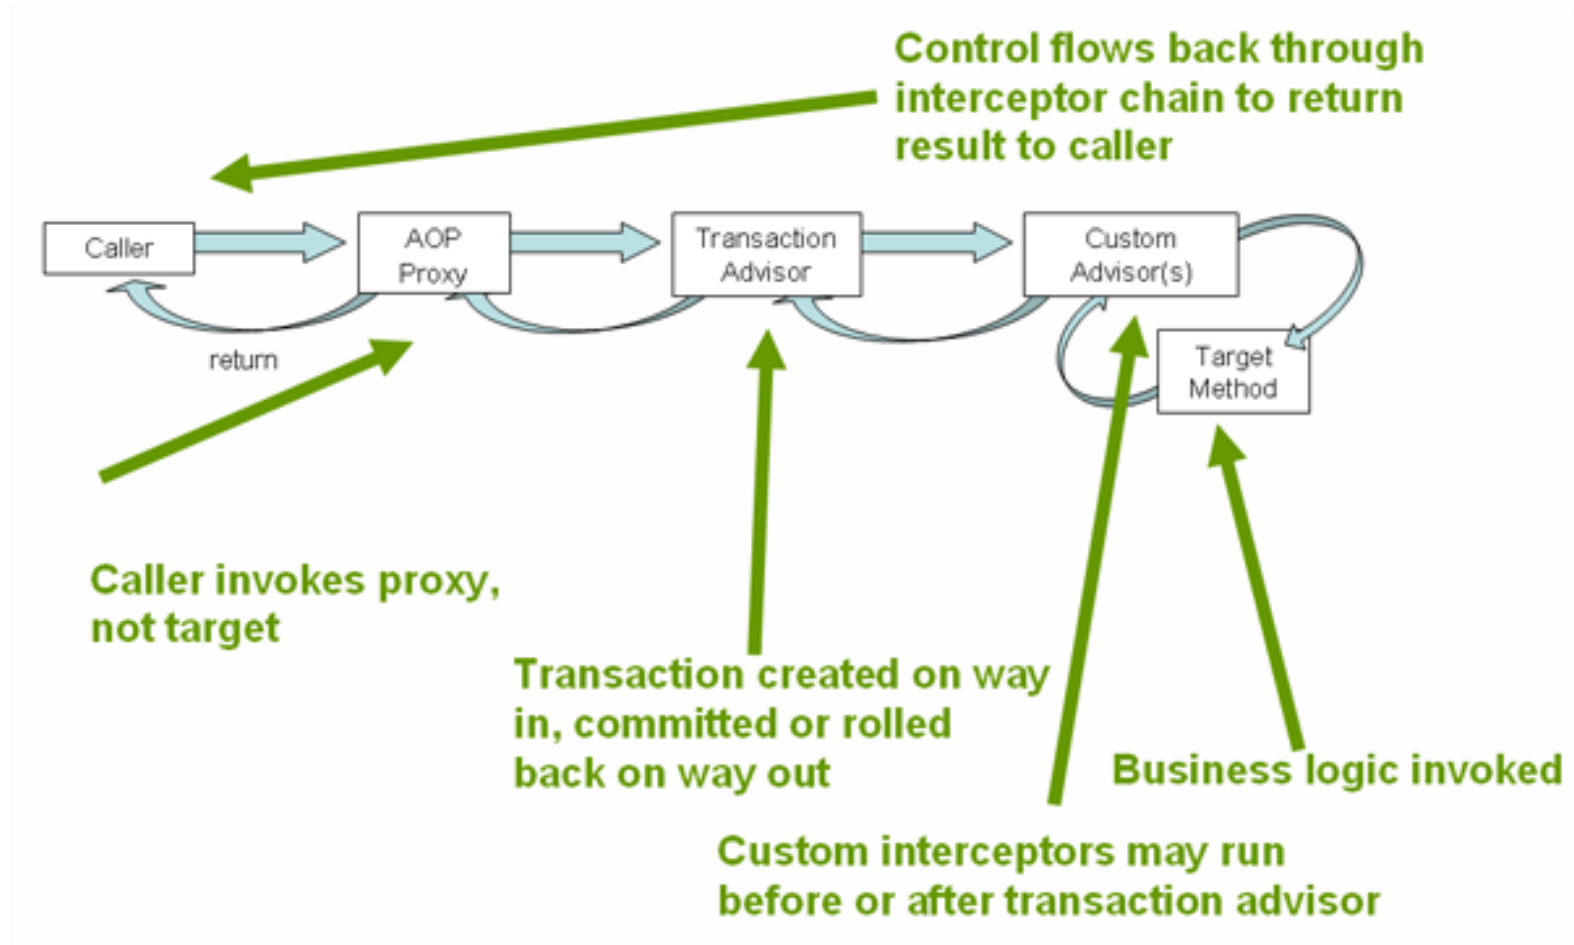 Control flows back through
interceptor chain to return
result to caller
Caller
AOP
Proxy
Transaction
Advisor
Custom
Advisor(s)
Target
Method
return
Caller invokes proxy,
not target
Transaction created on way
in, committed or rolled
back on way out
Business logic invoked
Custom interceptors may run
before or after transaction advisor